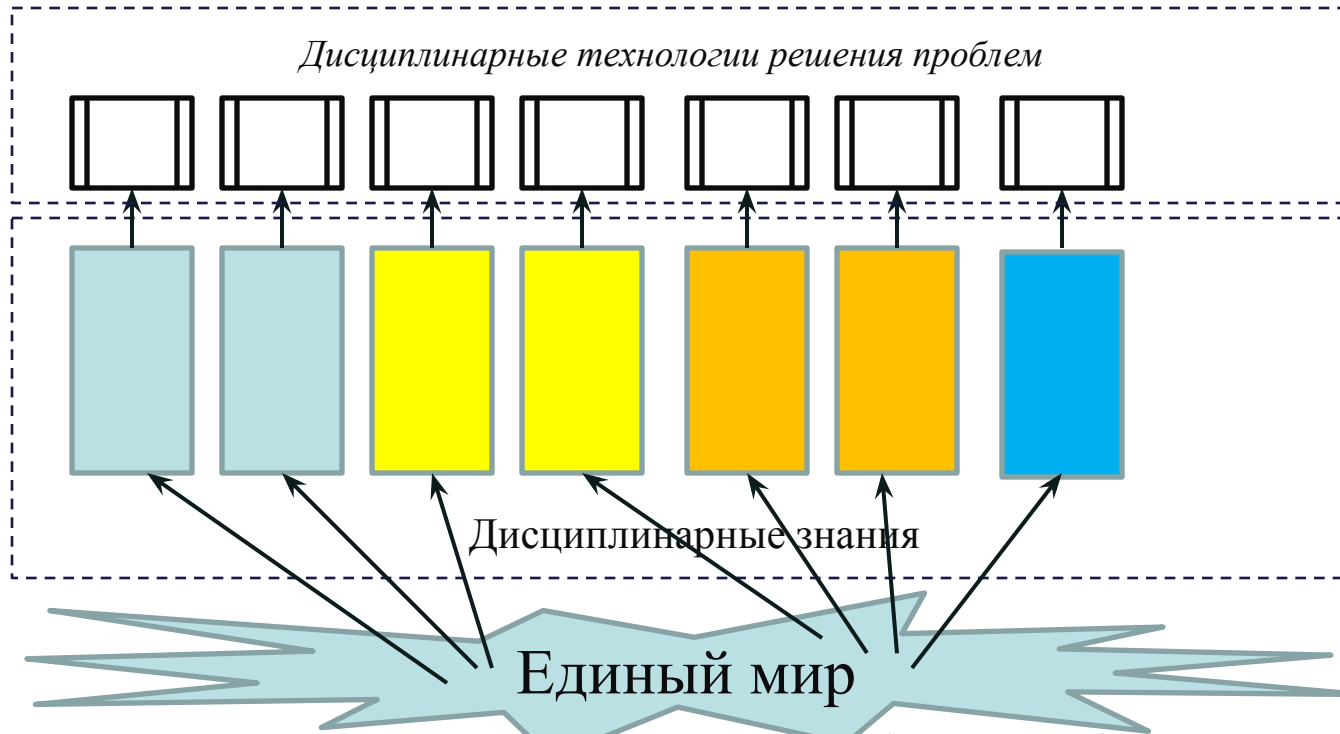 Дисциплинарные технологии решения проблем
Дисциплинарные знания
Единый мир